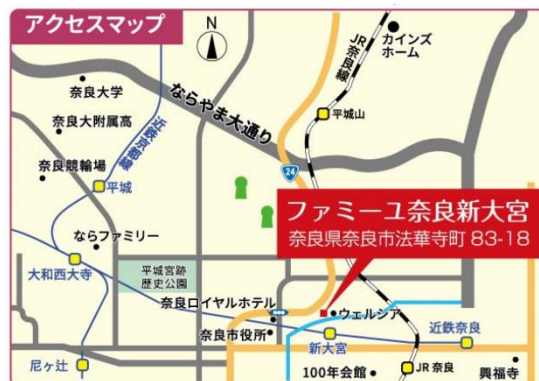 アクセスマップ
N
カインズ
ホーム
JR奈良線
奈良大学
ならやま大通り
奈良大附属高
近鉄京都線
平城山
奈良競輪場
24
平城
ファミーユ奈良新大宮
奈良県奈良市法華寺町 83-18
ならファミリー
大和西大寺
平城宮跡
歴史公園
奈良ロイヤルホテル
ウェルシア
奈良市役所
近鉄奈良
新大宮
尼ヶ辻
100年会館
JR 奈良
興福寺